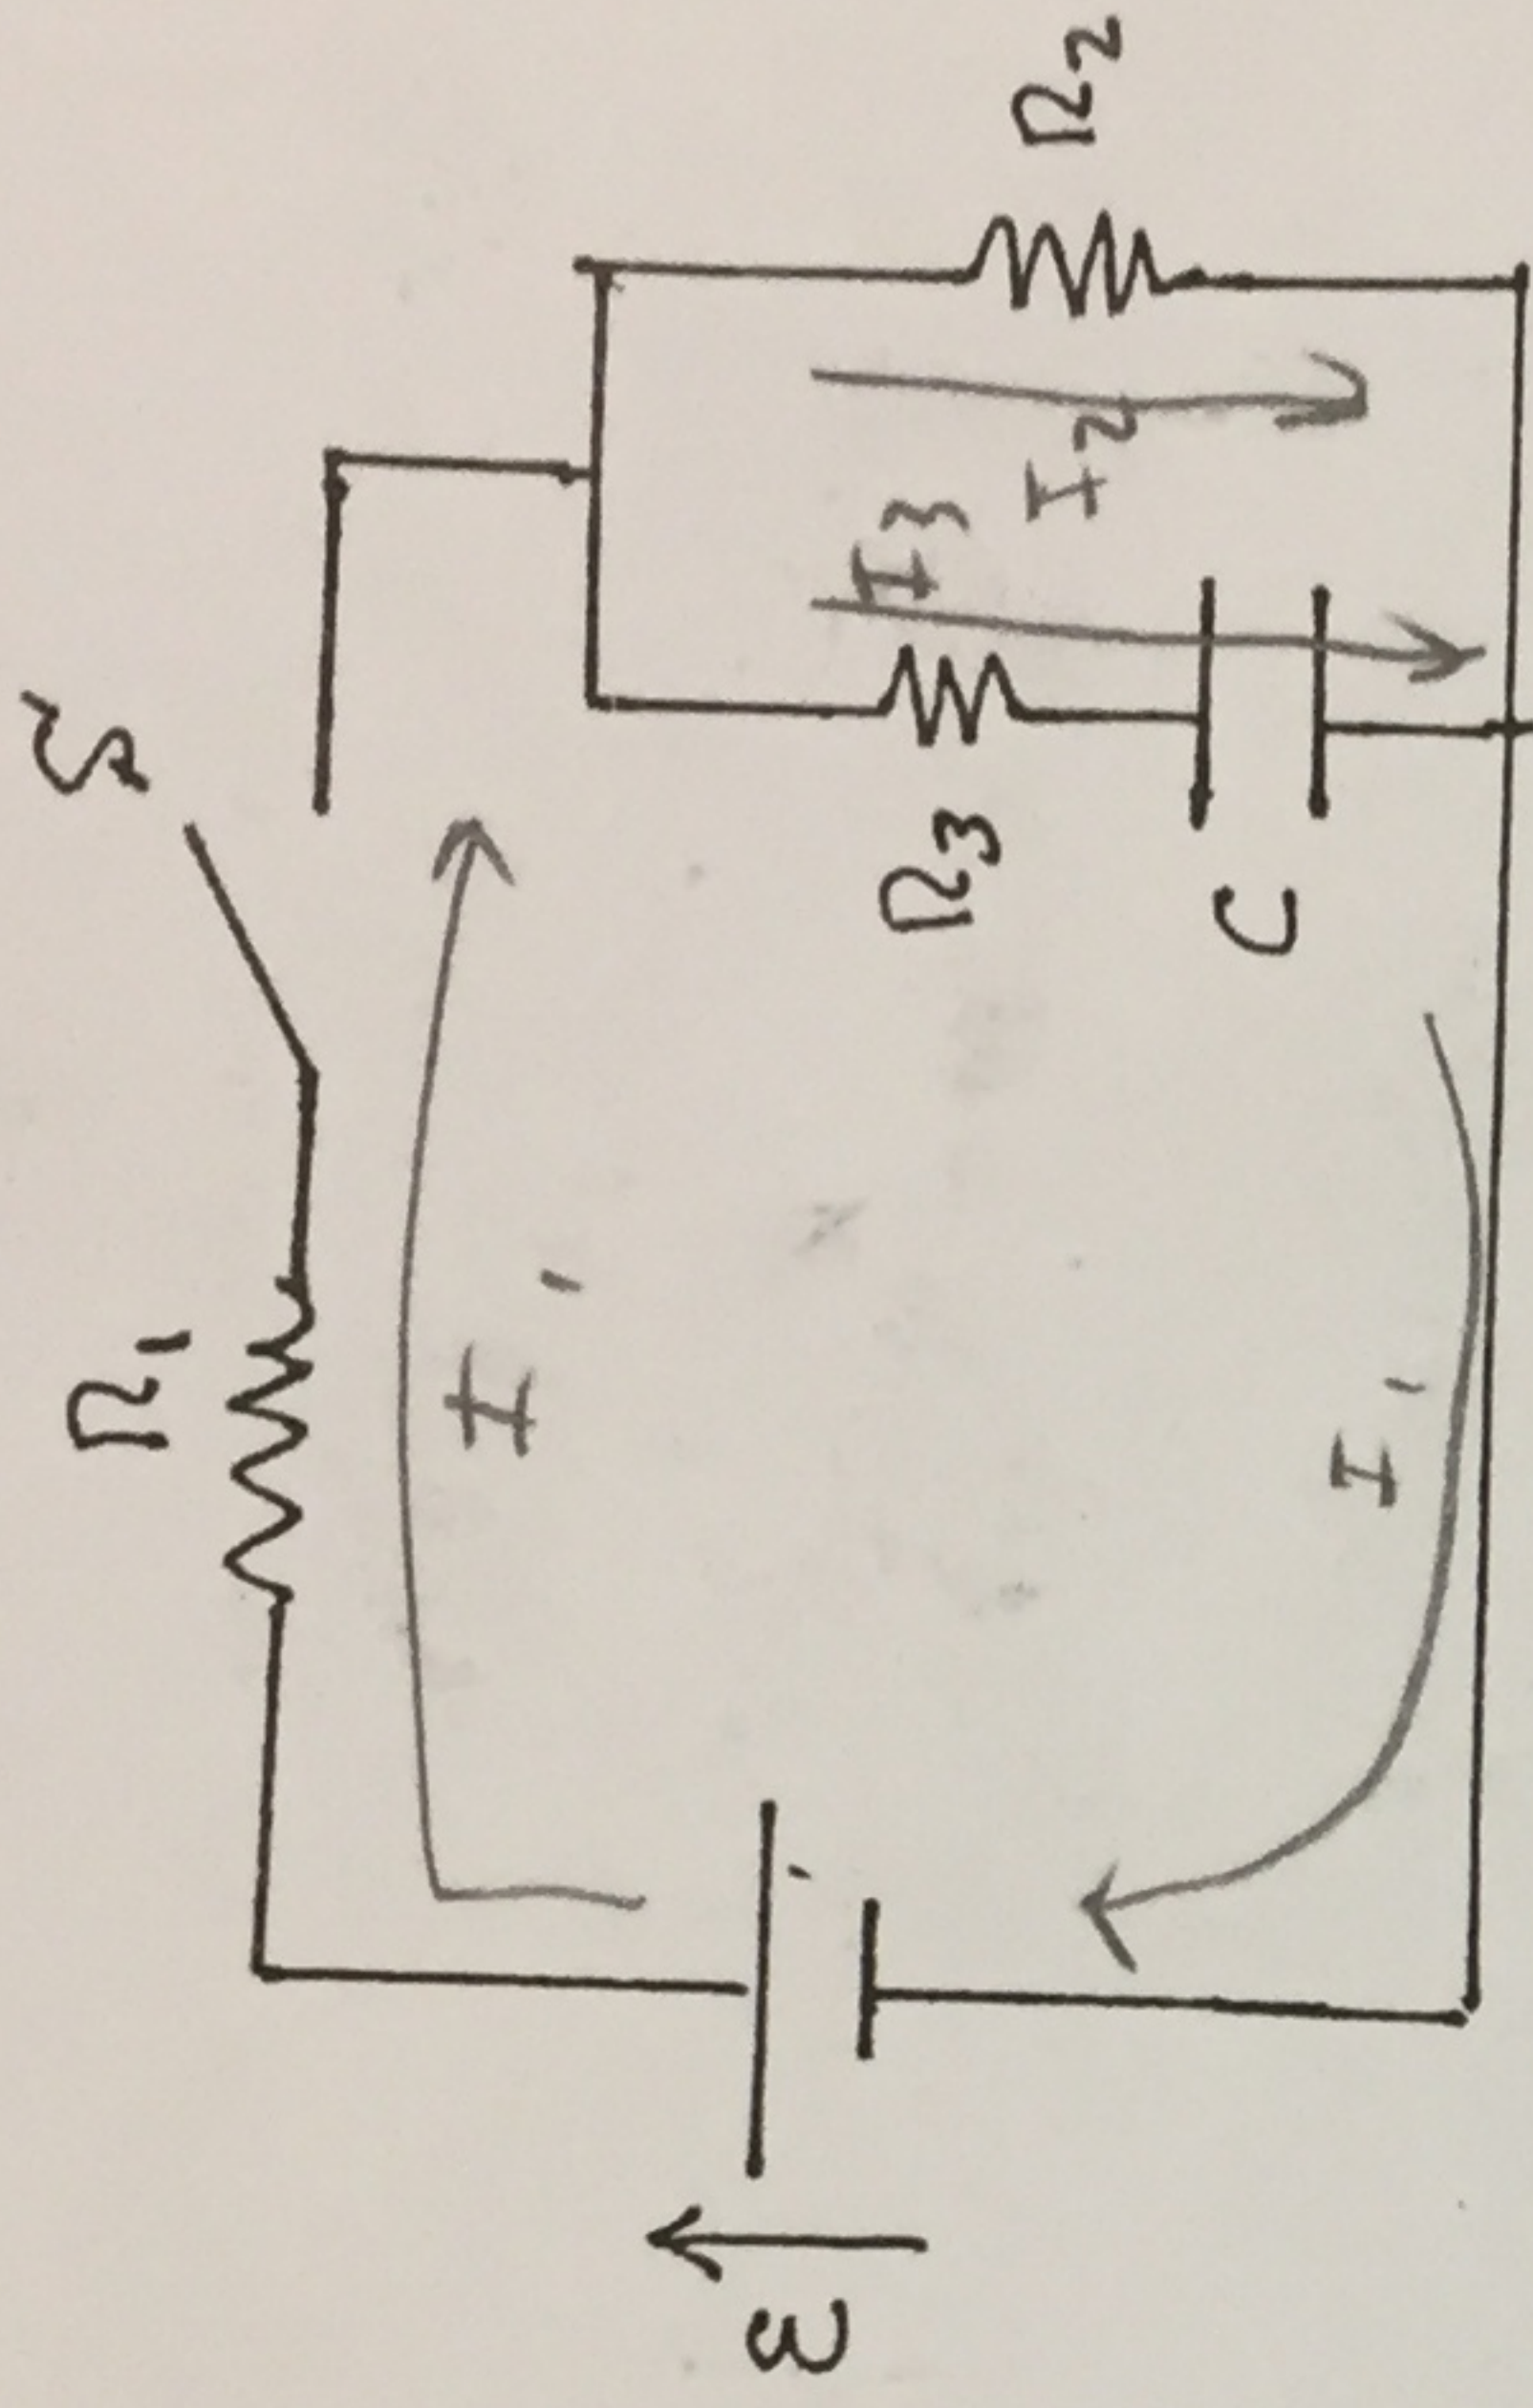 R₁
S
I₁
ε
R₃
I₃
I₂
R₂
C
I₁